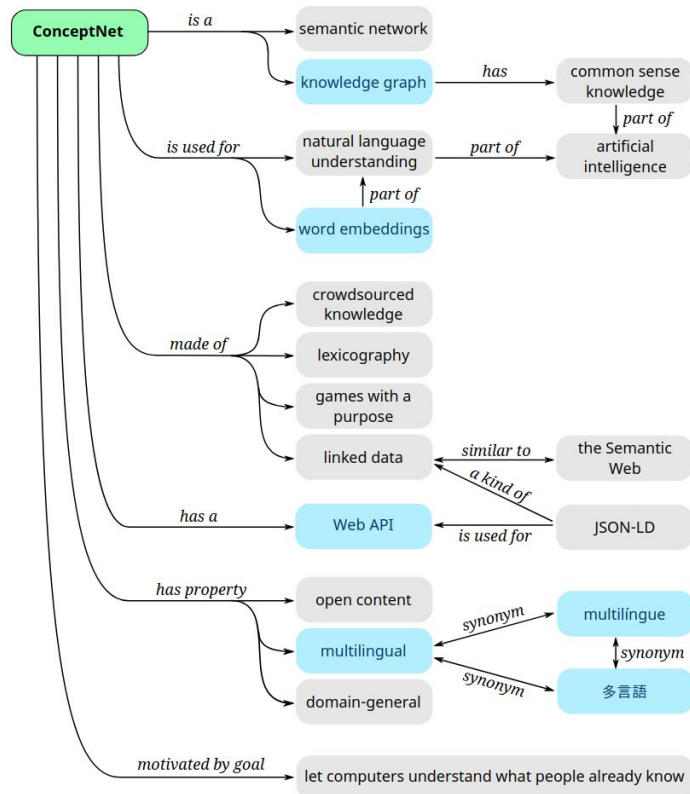 ConceptNet
is a
semantic network
knowledge graph
has
common sense
knowledge
part of
is used for
natural language
understanding
part of
artificial
intelligence
part of
word embeddings
made of
crowdsourced
knowledge
lexicography
games with a
purpose
linked data
similar to
the Semantic
Web
a kind of
has a
Web API
is used for
JSON-LD
has property
open content
multilingual
synonym
multilíngue
synonym
synonym
多言語
domain-general
motivated by goal
let computers understand what people already know